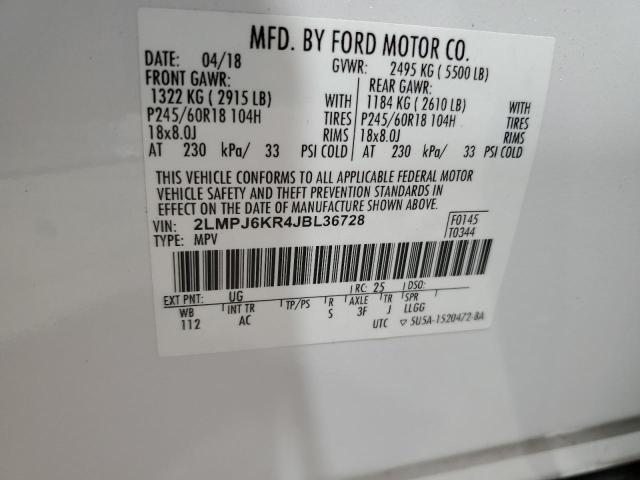 MFD. BY FORD MOTOR CO.
DATE: 04/18 GVWR: 2495 KG ( 5500 LB)
FRONT GAWR: REAR GAWR:
1322 KG ( 2915 LB) WITH 1184 KG ( 2610 LB) WITH
P245/60R18 104H TIRES P245/60R18 104H TIRES
18x8.0J RIMS 18x8.0J RIMS
AT 230 kPa/ 33 PSI COLD AT 230 kPa/ 33 PSI COLD
THIS VEHICLE CONFORMS TO ALL APPLICABLE FEDERAL MOTOR
VEHICLE SAFETY AND THEFT PREVENTION STANDARDS IN
EFFECT ON THE DATE OF MANUFACTURE SHOWN ABOVE.
VIN: 2LMPJ6KR4JBL36728 F0145
TYPE: MPV T0344
EXT PNT: UG RC: 25 DSO:
WB INT TR TP/PS R AXLE TR SPR
112 AC S 3F J LLGG
UTC ▽ 5U5A-1520472-BA